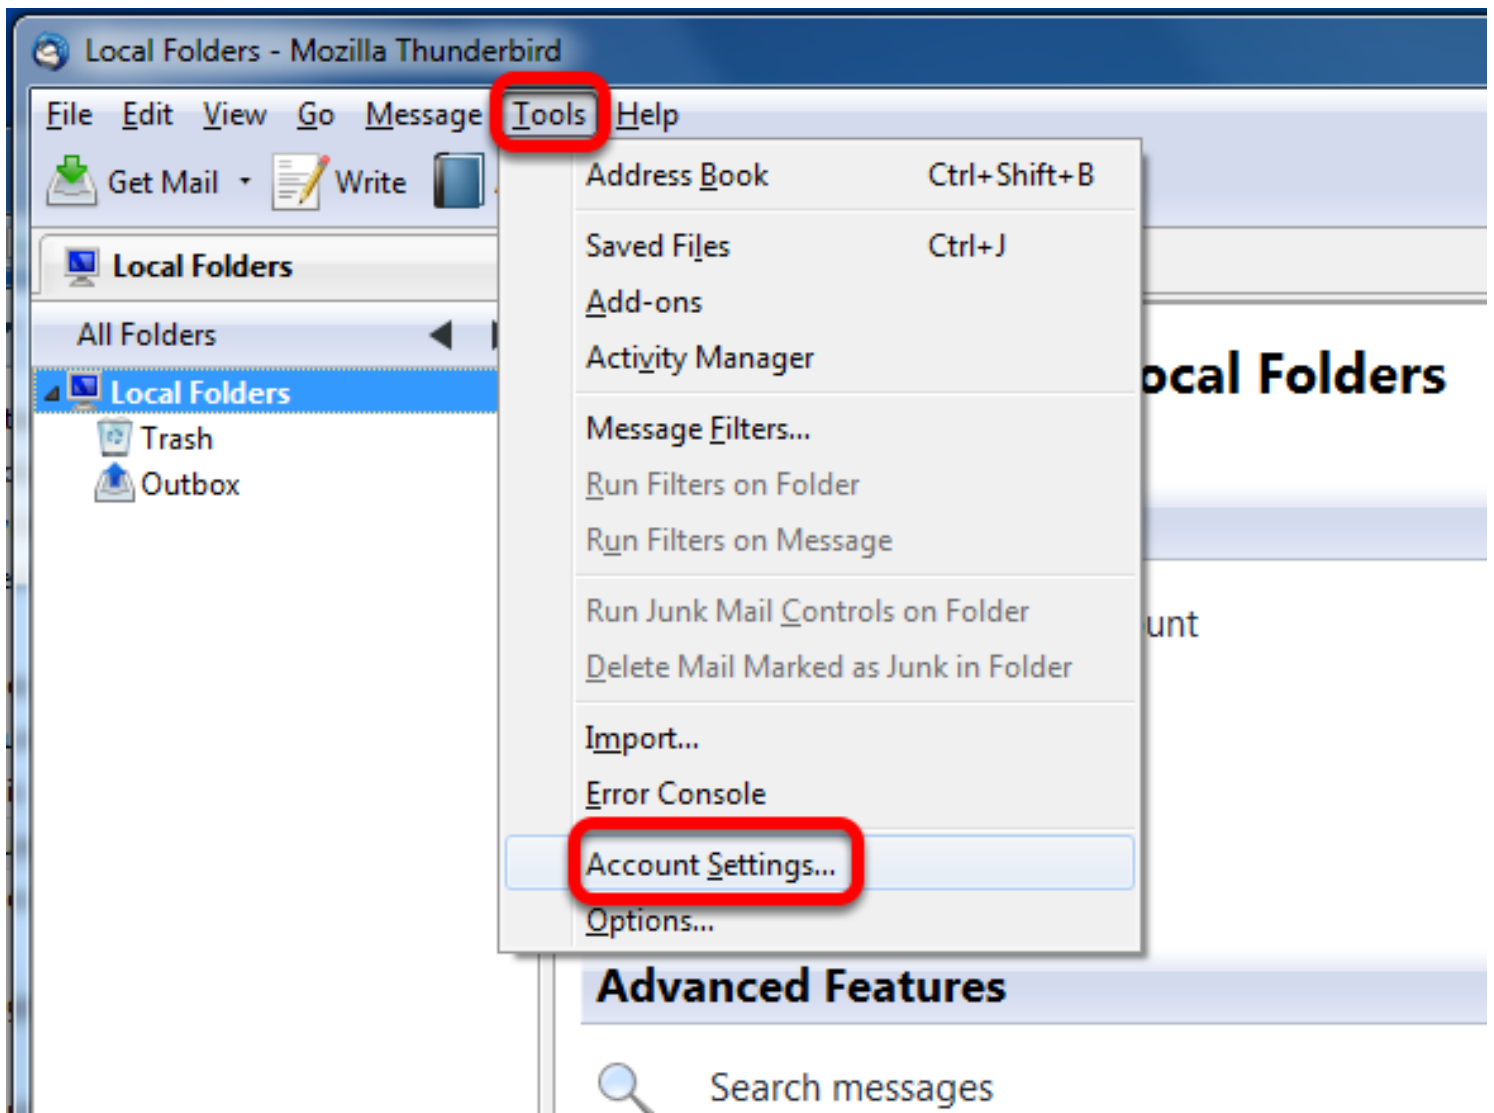 Local Folders - Mozilla Thunderbird
File Edit View Go Message Tools Help
Get Mail Write
Local Folders
All Folders
Local Folders
Trash
Outbox
Address Book Ctrl+Shift+B
Saved Files Ctrl+J
Add-ons
Activity Manager
Message Filters...
Run Filters on Folder
Run Filters on Message
Run Junk Mail Controls on Folder
Delete Mail Marked as Junk in Folder
Import...
Error Console
Account Settings...
Options...
ocal Folders
unt
Advanced Features
Search messages